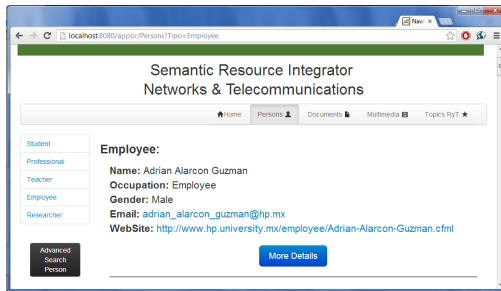 Navi
localhost:8080/appsir/Persons?Tipo=Employee
Semantic Resource Integrator
Networks & Telecommunications
Home Persons Documents Multimedia Topics RyT
Student
Professional
Teacher
Employee
Researcher
Advanced
Search
Person
Employee:
Name: Adrian Alarcon Guzman
Occupation: Employee
Gender: Male
Email: adrian_alarcon_guzman@hp.mx
WebSite: http://www.hp.university.mx/employee/Adrian-Alarcon-Guzman.cfml
More Details